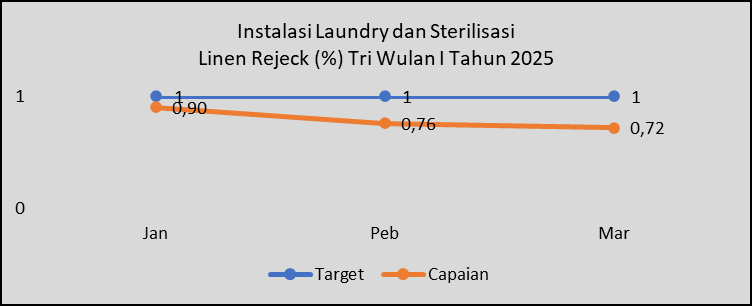 Instalasi Laundry dan Sterilisasi
Linen Rejeck (%) Tri Wulan I Tahun 2025
1
1
1
1
0,90
0,76
0,72
0
Jan
Peb
Mar
Target
Capaian